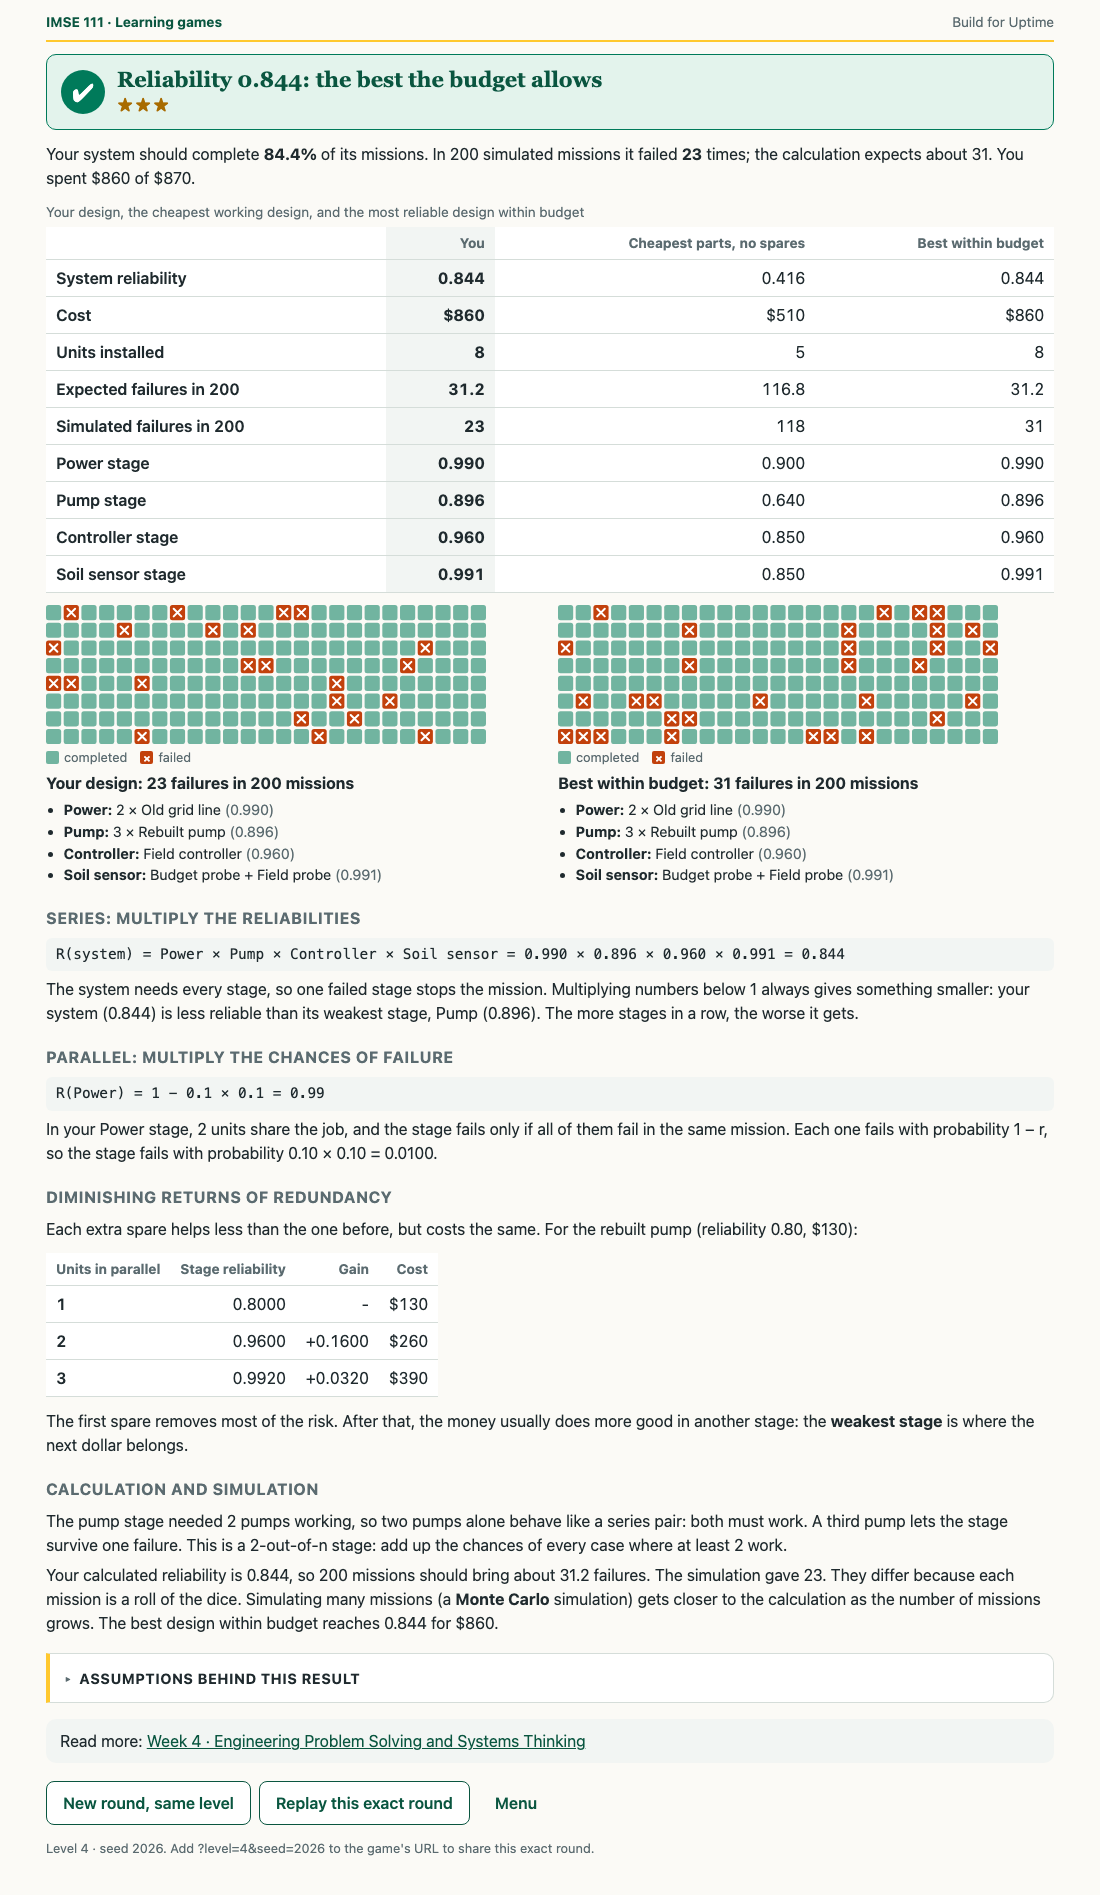 IMSE 111 · Learning games
Build for Uptime
Reliability 0.844: the best the budget allows
Your system should complete 84.4% of its missions. In 200 simulated missions it failed 23 times; the calculation expects about 31. You
spent $860 of $870.
Your design, the cheapest working design, and the most reliable design within budget
You Cheapest parts, no spares Best within budget
System reliability 0.844 0.416 0.844
Cost $860 $510 $860
Units installed 8 5 8
Expected failures in 200 31.2 116.8 31.2
Simulated failures in 200 23 118 31
Power stage 0.990 0.900 0.990
Pump stage 0.896 0.640 0.896
Controller stage 0.960 0.850 0.960
Soil sensor stage 0.991 0.850 0.991
completed failed
Your design: 23 failures in 200 missions
• Power: 2 × Old grid line (0.990)
• Pump: 3 × Rebuilt pump (0.896)
• Controller: Field controller (0.960)
• Soil sensor: Budget probe + Field probe (0.991)
completed failed
Best within budget: 31 failures in 200 missions
• Power: 2 × Old grid line (0.990)
• Pump: 3 × Rebuilt pump (0.896)
• Controller: Field controller (0.960)
• Soil sensor: Budget probe + Field probe (0.991)
SERIES: MULTIPLY THE RELIABILITIES
R(system) = Power × Pump × Controller × Soil sensor = 0.990 × 0.896 × 0.960 × 0.991 = 0.844
The system needs every stage, so one failed stage stops the mission. Multiplying numbers below 1 always gives something smaller: your
system (0.844) is less reliable than its weakest stage, Pump (0.896). The more stages in a row, the worse it gets.
PARALLEL: MULTIPLY THE CHANCES OF FAILURE
R(Power) = 1 − 0.1 × 0.1 = 0.99
In your Power stage, 2 units share the job, and the stage fails only if all of them fail in the same mission. Each one fails with probability 1 − r,
so the stage fails with probability 0.10 × 0.10 = 0.0100.
DIMINISHING RETURNS OF REDUNDANCY
Each extra spare helps less than the one before, but costs the same. For the rebuilt pump (reliability 0.80, $130):
Units in parallel Stage reliability Gain Cost
1 0.8000 - $130
2 0.9600 +0.1600 $260
3 0.9920 +0.0320 $390
The first spare removes most of the risk. After that, the money usually does more good in another stage: the weakest stage is where the
next dollar belongs.
CALCULATION AND SIMULATION
The pump stage needed 2 pumps working, so two pumps alone behave like a series pair: both must work. A third pump lets the stage
survive one failure. This is a 2-out-of-n stage: add up the chances of every case where at least 2 work.
Your calculated reliability is 0.844, so 200 missions should bring about 31.2 failures. The simulation gave 23. They differ because each
mission is a roll of the dice. Simulating many missions (a Monte Carlo simulation) gets closer to the calculation as the number of missions
grows. The best design within budget reaches 0.844 for $860.
▸ ASSUMPTIONS BEHIND THIS RESULT
Read more: Week 4 · Engineering Problem Solving and Systems Thinking
New round, same level
Replay this exact round
Menu
Level 4 · seed 2026. Add ?level=4&seed=2026 to the game's URL to share this exact round.